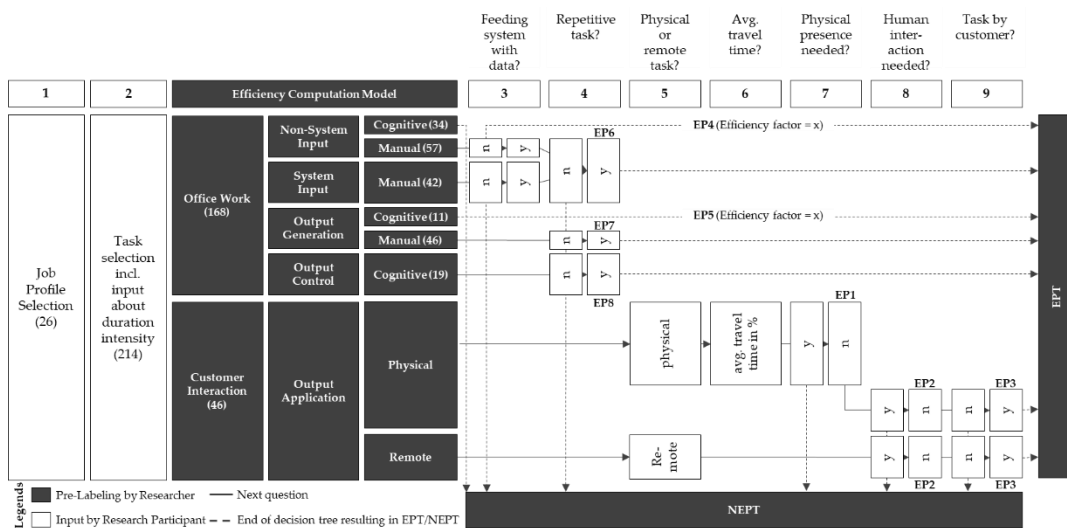 Feeding
system
with
data?
Repetitive
task?
Physical
or
remote
task?
Avg.
travel
time?
Physical
presence
needed?
Human
inter-
action
needed?
Task by
customer?
1
2
Efficiency Computation Model
3
4
5
6
7
8
9
Job
Profile
Selection
(26)
Task
selection
incl.
input
about
duration
intensity
(214)
Office Work
(168)
Non-System
Input
Cognitive (34)
Manual (57)
System
Input
Manual (42)
Output
Generation
Cognitive (11)
Manual (46)
Output
Control
Cognitive (19)
Customer
Interaction
(46)
Output
Application
Physical
Remote
EP4 (Efficiency factor = x)
n
y
n
y
EP6
n
y
EP5 (Efficiency factor = x)
EP7
n
y
n
y
EP8
physical
avg. travel
time in %
y
EP1
n
y
EP2
n
n
EP3
y
Re-
mote
y
n
EP2
n
y
EP3
EPT
NEPT
Legends
Pre-Labeling by Researcher
Next question
Input by Research Participant
End of decision tree resulting in EPT/NEPT